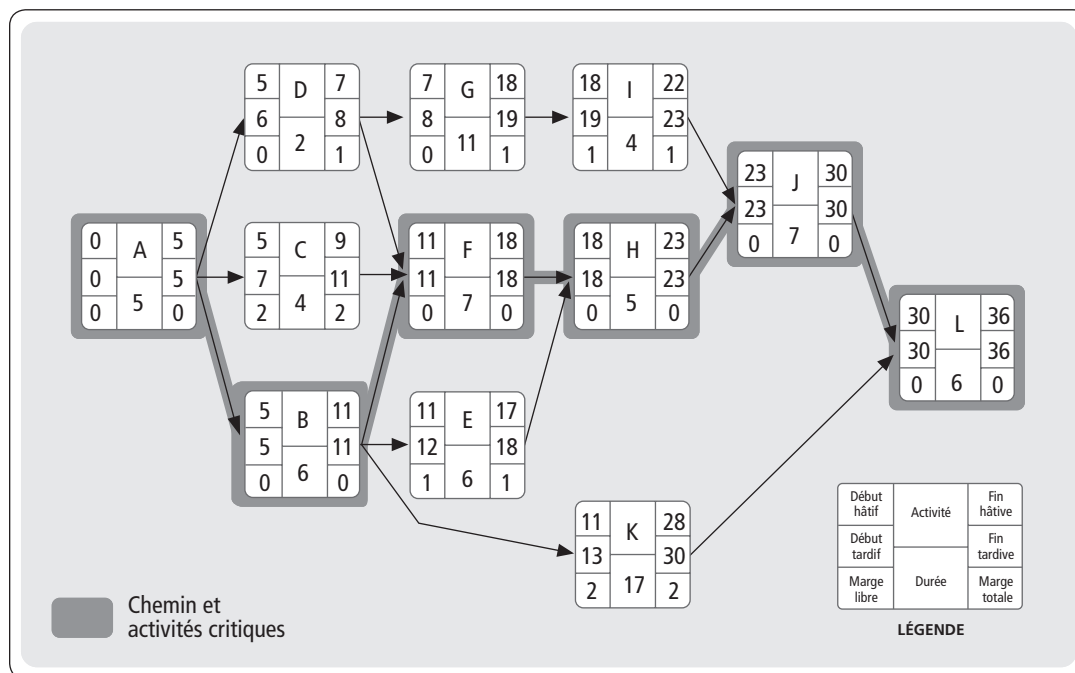 5 D 7
6 8
0 2 1
7 G 18
8 19
0 11 1
18 I 22
19 23
1 4 1
23 J 30
23 30
0 7 0
0 A 5
0 5
0 5 0
5 C 9
7 11
2 4 2
11 F 18
11 18
0 7 0
18 H 23
18 23
0 5 0
30 L 36
30 36
0 6 0
5 B 11
5 11
0 6 0
11 E 17
12 18
1 6 1
11 K 28
13 30
2 17 2
Début
hâtif
Activité
Fin
hâtive
Début
tardif
Fin
tardive
Marge
libre
Durée
Marge
totale
LÉGENDE
Chemin et
activités critiques